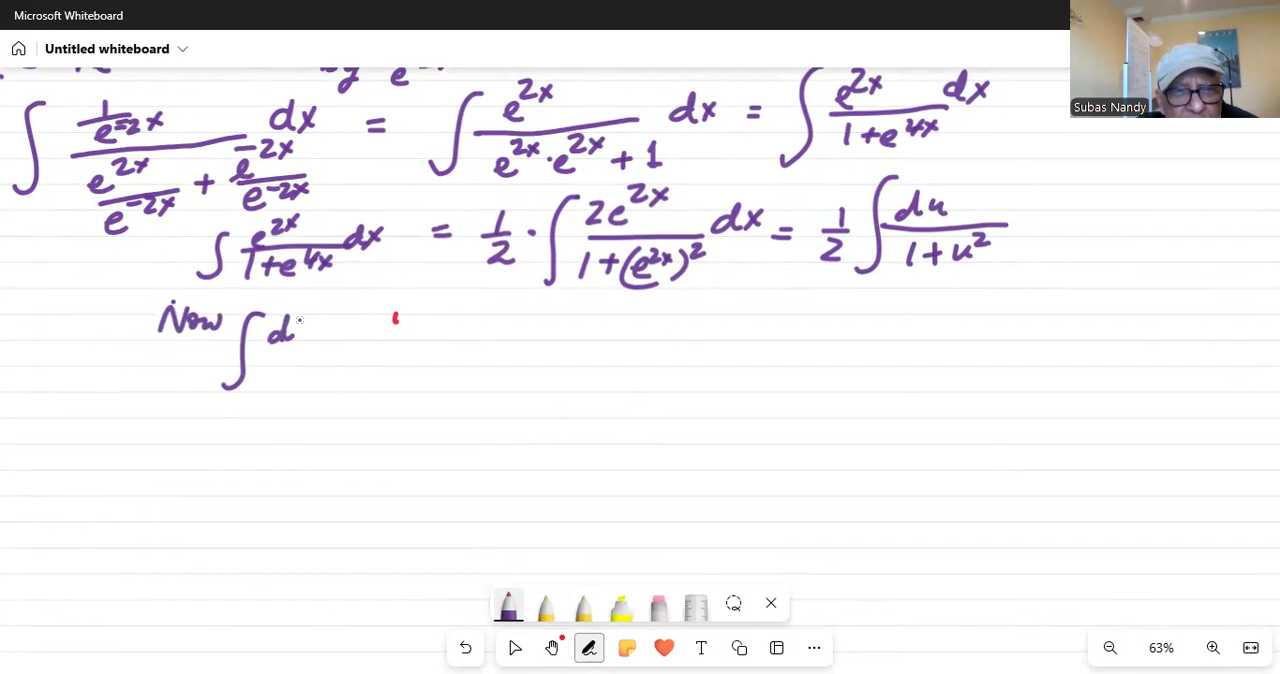 Microsoft Whiteboard
Untitled whiteboard
Subas Nandy
by e
∫ (1/e^-2x) / (e^2x/e^-2x + e^-2x/e^-2x) dx = ∫ e^2x / (e^2x · e^2x + 1) dx = ∫ e^2x / (1+e^4x) dx
∫ e^2x / (1+e^4x) dx = 1/2 · ∫ 2e^2x / (1+(e^2x)^2) dx = 1/2 ∫ du / (1+u^2)
Now ∫ d
63%